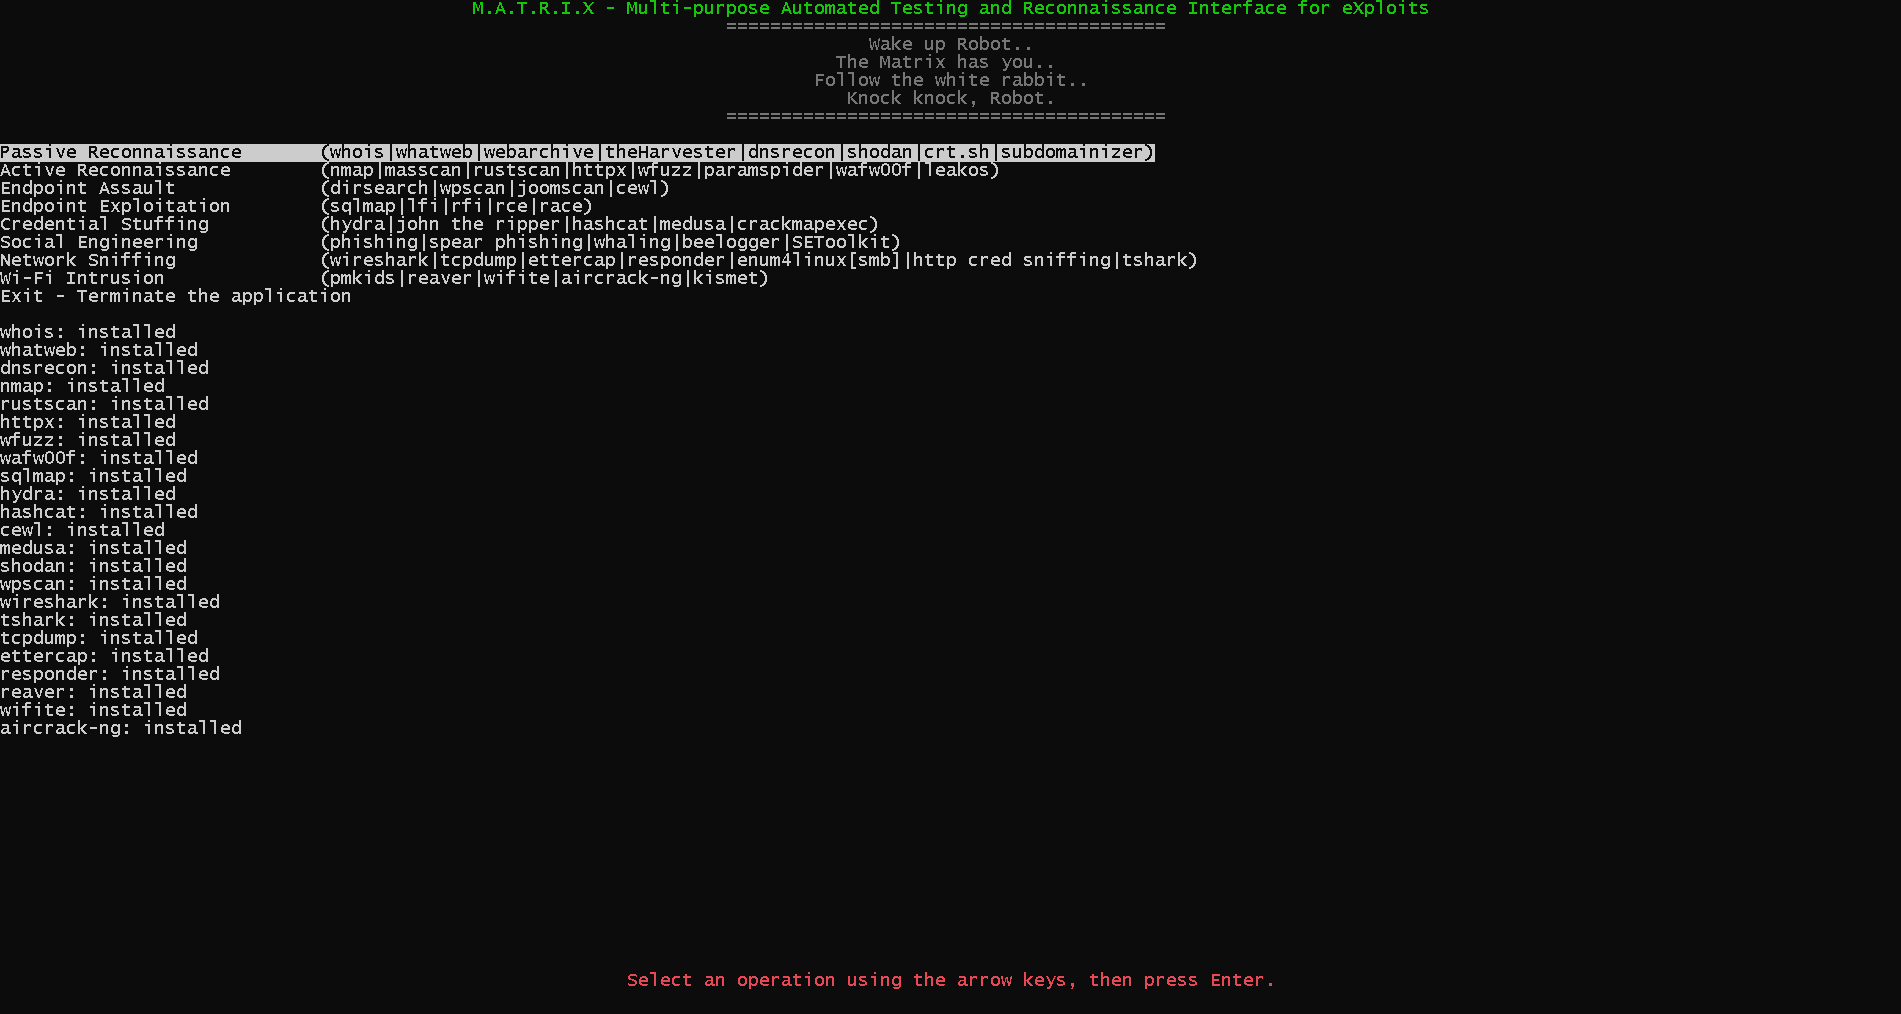 M.A.T.R.I.X - Multi-purpose Automated Testing and Reconnaissance Interface for eXploits
========================================
Wake up Robot..
The Matrix has you..
Follow the white rabbit..
Knock knock, Robot.
========================================
Passive Reconnaissance (whois|whatweb|webarchive|theHarvester|dnsrecon|shodan|crt.sh|subdomainizer)
Active Reconnaissance (nmap|masscan|rustscan|httpx|wfuzz|paramspider|wafw00f|leakos)
Endpoint Assault (dirsearch|wpscan|joomscan|cewl)
Endpoint Exploitation (sqlmap|lfi|rfi|rce|race)
Credential Stuffing (hydra|john the ripper|hashcat|medusa|crackmapexec)
Social Engineering (phishing|spear phishing|whaling|beelogger|SEToolkit)
Network Sniffing (wireshark|tcpdump|ettercap|responder|enum4linux[smb]|http cred sniffing|tshark)
Wi-Fi Intrusion (pmkids|reaver|wifite|aircrack-ng|kismet)
Exit - Terminate the application
whois: installed
whatweb: installed
dnsrecon: installed
nmap: installed
rustscan: installed
httpx: installed
wfuzz: installed
wafw00f: installed
sqlmap: installed
hydra: installed
hashcat: installed
cewl: installed
medusa: installed
shodan: installed
wpscan: installed
wireshark: installed
tshark: installed
tcpdump: installed
ettercap: installed
responder: installed
reaver: installed
wifite: installed
aircrack-ng: installed
Select an operation using the arrow keys, then press Enter.